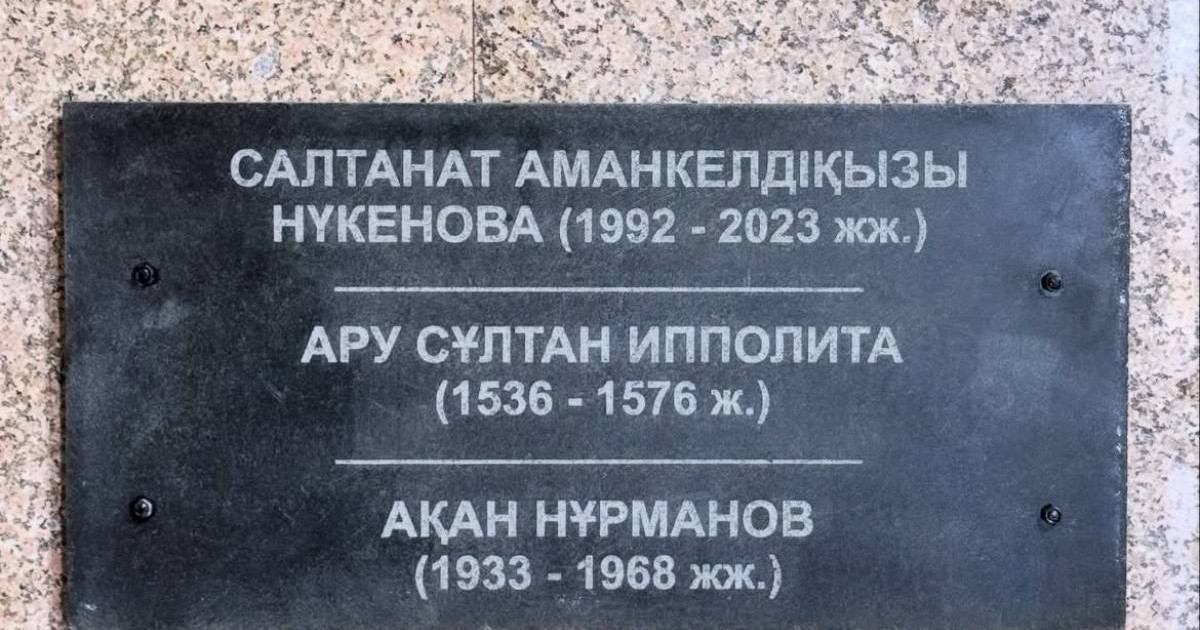 САЛТАНАТ АМАНКЕЛДІҚЫЗЫ
НҮКЕНОВА (1992 - 2023 жж.)
АРУ СҰЛТАН ИППОЛИТА
(1536 - 1576 ж.)
АҚАН НҰРМАНОВ
(1933 - 1968 жж.)